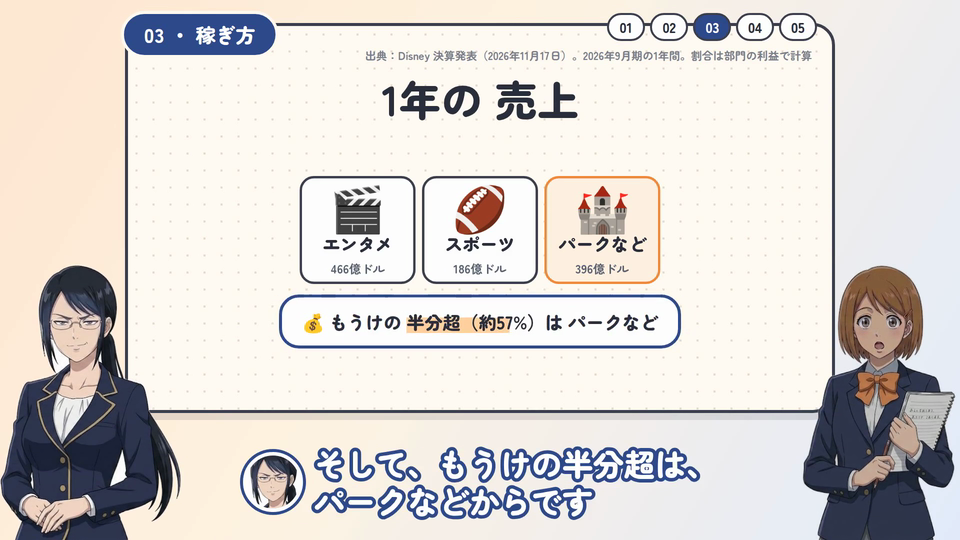 03 ・ 稼ぎ方
01 02 03 04 05
出典：Disney 決算発表（2026年11月17日）。2026年9月期の1年間。割合は部門の利益で計算
1年の 売上
エンタメ
466億ドル
スポーツ
186億ドル
パークなど
396億ドル
もうけの 半分超（約57%）は パークなど
そして、もうけの半分超は、
パークなどからです